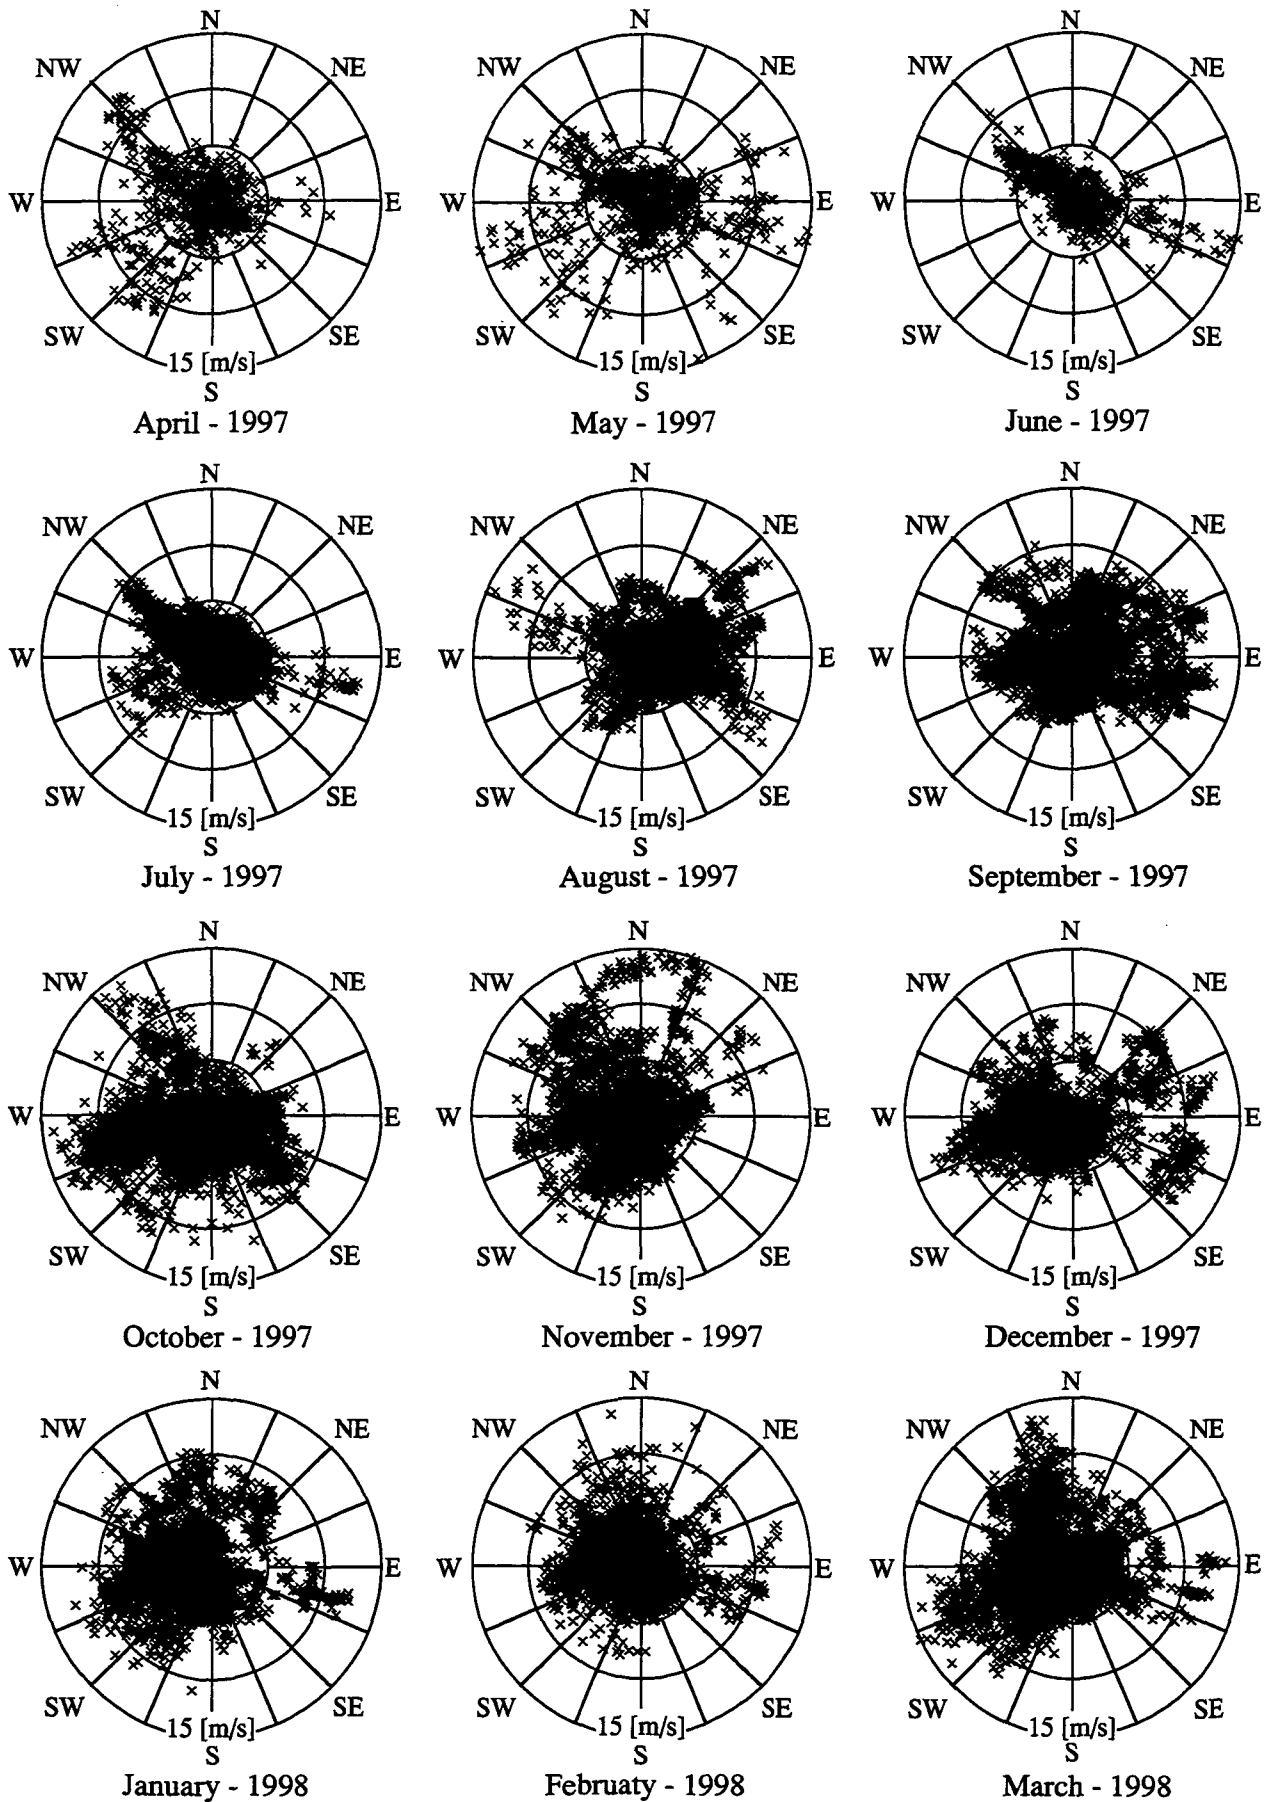 N N N
NW NE NW NE NW NE
W E W E W E
SW SE SW SE SW SE
15 [m/s] 15 [m/s] 15 [m/s]
S S S
April - 1997 May - 1997 June - 1997
N N N
NW NE NW NE NW NE
W E W E W E
SW SE SW SE SW SE
15 [m/s] 15 [m/s] 15 [m/s]
S S S
July - 1997 August - 1997 September - 1997
N N N
NW NE NW NE NW NE
W E W E W E
SW SE SW SE SW SE
15 [m/s] 15 [m/s] 15 [m/s]
S S S
October - 1997 November - 1997 December - 1997
N N N
NW NE NW NE NW NE
W E W E W E
SW SE SW SE SW SE
15 [m/s] 15 [m/s] 15 [m/s]
S S S
January - 1998 Februaty - 1998 March - 1998